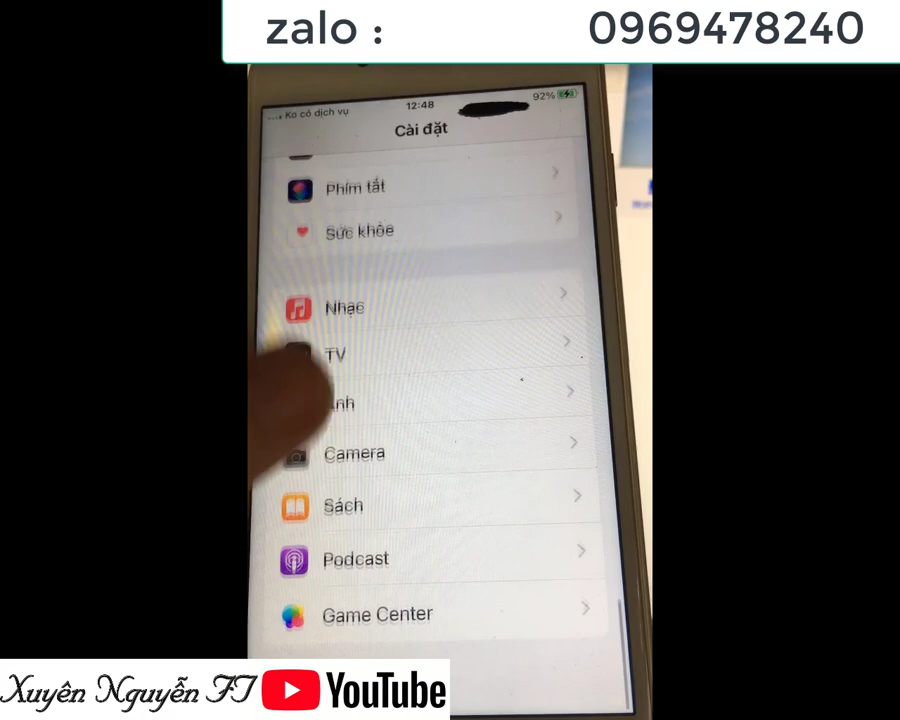 zalo : 0969478240
Ko có dịch vụ 12:48 92%
Cài đặt
Phím tắt
Sức khỏe
Nhạc
TV
Camera
Sách
Podcast
Game Center
Xuyên Nguyễn FT YouTube